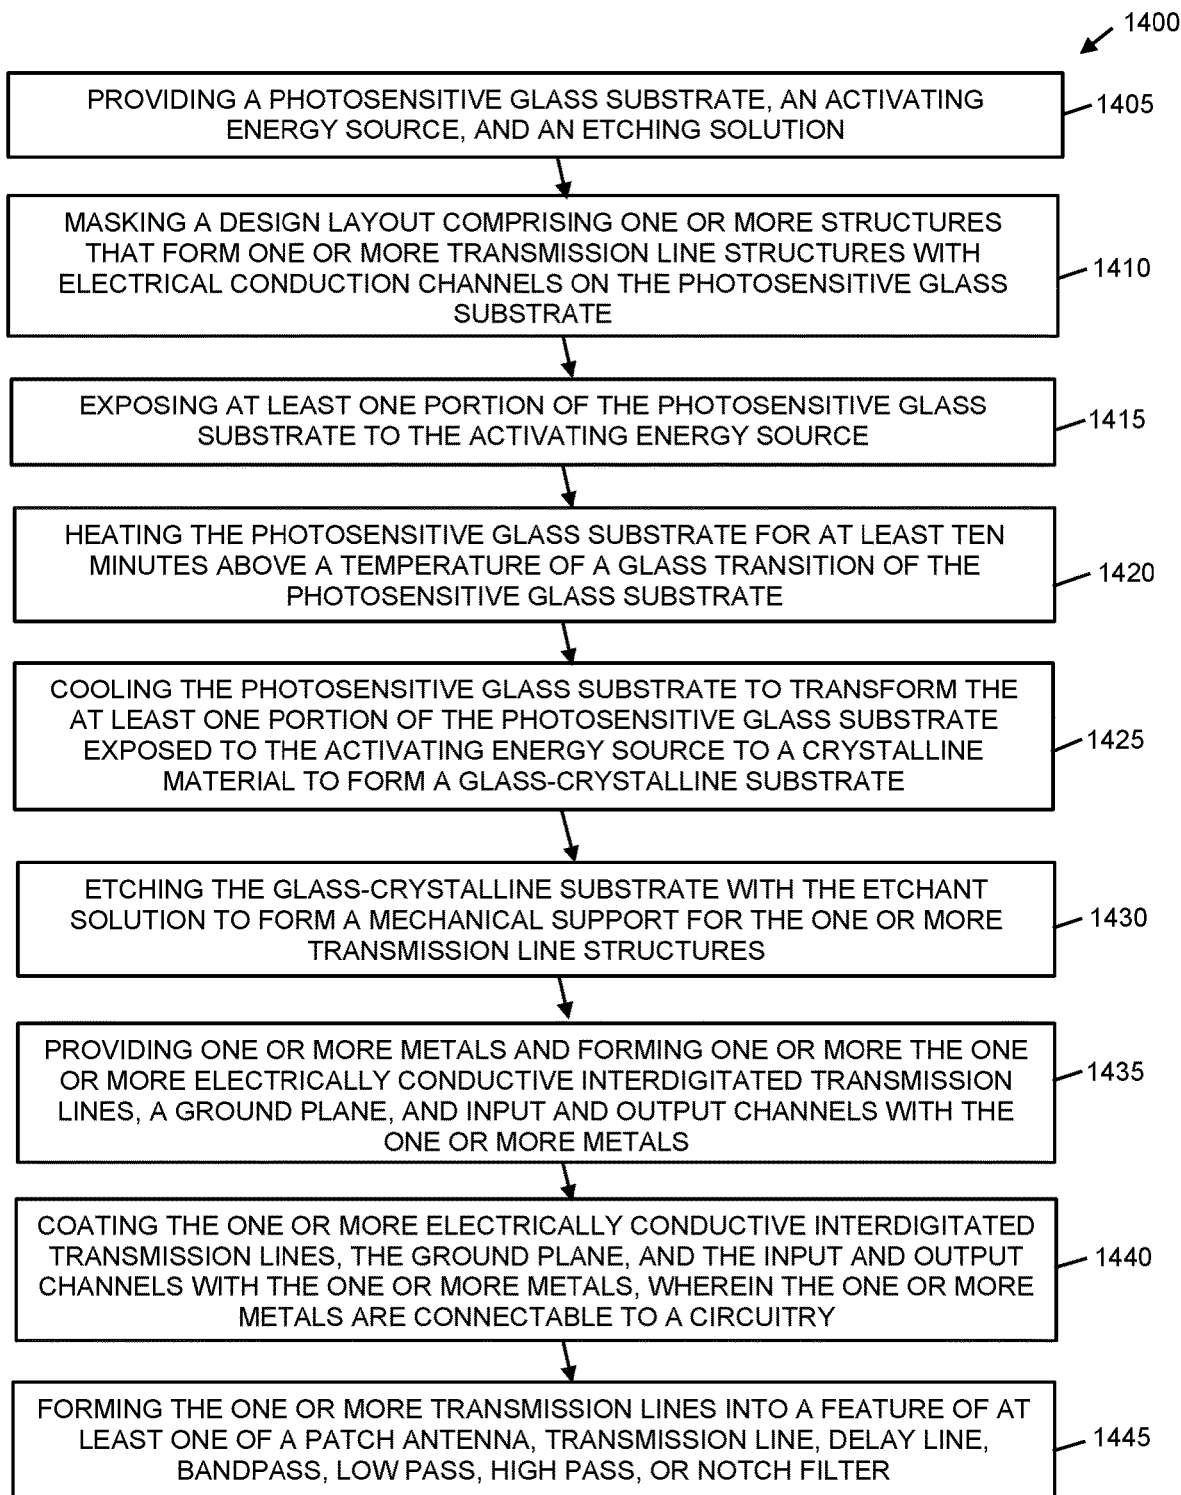 1400
PROVIDING A PHOTOSENSITIVE GLASS SUBSTRATE, AN ACTIVATING
ENERGY SOURCE, AND AN ETCHING SOLUTION
1405
MASKING A DESIGN LAYOUT COMPRISING ONE OR MORE STRUCTURES
THAT FORM ONE OR MORE TRANSMISSION LINE STRUCTURES WITH
ELECTRICAL CONDUCTION CHANNELS ON THE PHOTOSENSITIVE GLASS
SUBSTRATE
1410
EXPOSING AT LEAST ONE PORTION OF THE PHOTOSENSITIVE GLASS
SUBSTRATE TO THE ACTIVATING ENERGY SOURCE
1415
HEATING THE PHOTOSENSITIVE GLASS SUBSTRATE FOR AT LEAST TEN
MINUTES ABOVE A TEMPERATURE OF A GLASS TRANSITION OF THE
PHOTOSENSITIVE GLASS SUBSTRATE
1420
COOLING THE PHOTOSENSITIVE GLASS SUBSTRATE TO TRANSFORM THE
AT LEAST ONE PORTION OF THE PHOTOSENSITIVE GLASS SUBSTRATE
EXPOSED TO THE ACTIVATING ENERGY SOURCE TO A CRYSTALLINE
MATERIAL TO FORM A GLASS-CRYSTALLINE SUBSTRATE
1425
ETCHING THE GLASS-CRYSTALLINE SUBSTRATE WITH THE ETCHANT
SOLUTION TO FORM A MECHANICAL SUPPORT FOR THE ONE OR MORE
TRANSMISSION LINE STRUCTURES
1430
PROVIDING ONE OR MORE METALS AND FORMING ONE OR MORE THE ONE
OR MORE ELECTRICALLY CONDUCTIVE INTERDIGITATED TRANSMISSION
LINES, A GROUND PLANE, AND INPUT AND OUTPUT CHANNELS WITH THE
ONE OR MORE METALS
1435
COATING THE ONE OR MORE ELECTRICALLY CONDUCTIVE INTERDIGITATED
TRANSMISSION LINES, THE GROUND PLANE, AND THE INPUT AND OUTPUT
CHANNELS WITH THE ONE OR MORE METALS, WHEREIN THE ONE OR MORE
METALS ARE CONNECTABLE TO A CIRCUITRY
1440
FORMING THE ONE OR MORE TRANSMISSION LINES INTO A FEATURE OF AT
LEAST ONE OF A PATCH ANTENNA, TRANSMISSION LINE, DELAY LINE,
BANDPASS, LOW PASS, HIGH PASS, OR NOTCH FILTER
1445